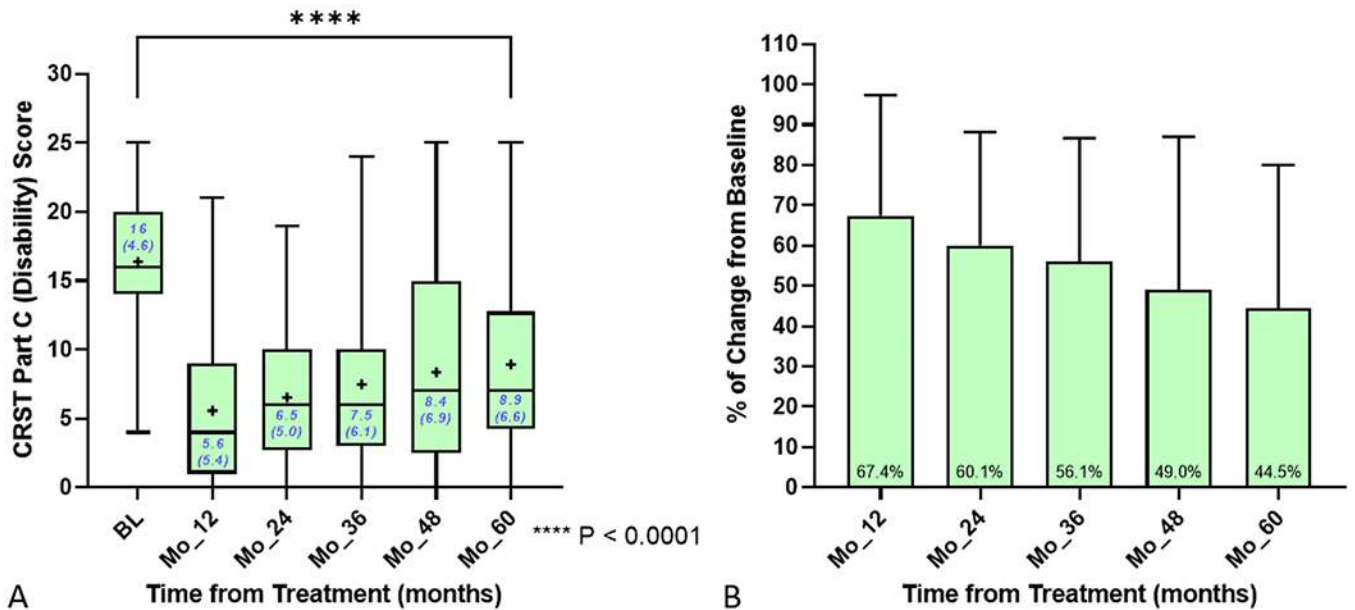 ****
CRST Part C (Disability) Score
30
25
20
15
10
5
0
16
(4.6)
5.6
(5.4)
6.5
(5.0)
7.5
(6.1)
8.4
(6.9)
8.9
(6.6)
BL
Mo_12
Mo_24
Mo_36
Mo_48
Mo_60
**** P < 0.0001
Time from Treatment (months)
A
% of Change from Baseline
110
100
90
80
70
60
50
40
30
20
10
0
67.4%
60.1%
56.1%
49.0%
44.5%
Mo_12
Mo_24
Mo_36
Mo_48
Mo_60
Time from Treatment (months)
B